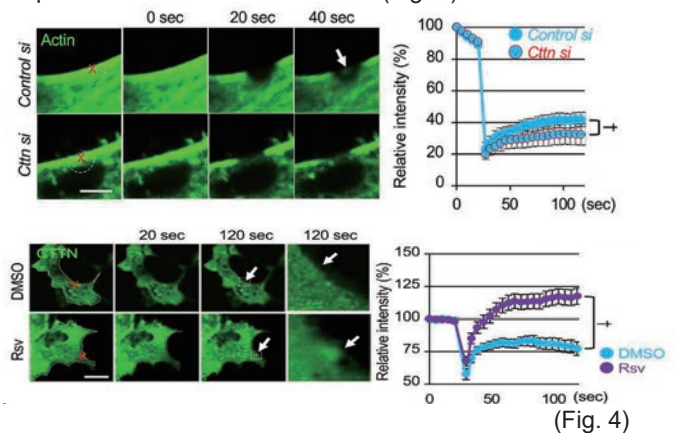 0 sec 20 sec 40 sec
Actin
Control si
Cttn si
Relative intensity (%)
100
80
60
40
20
0
Control si
Cttn si
†
0 50 100 (sec)
20 sec 120 sec 120 sec
CTTN
DMSO
Rsv
Relative intensity (%)
150
125
100
75
50
†
DMSO
Rsv
0 50 100 (sec)
(Fig. 4)